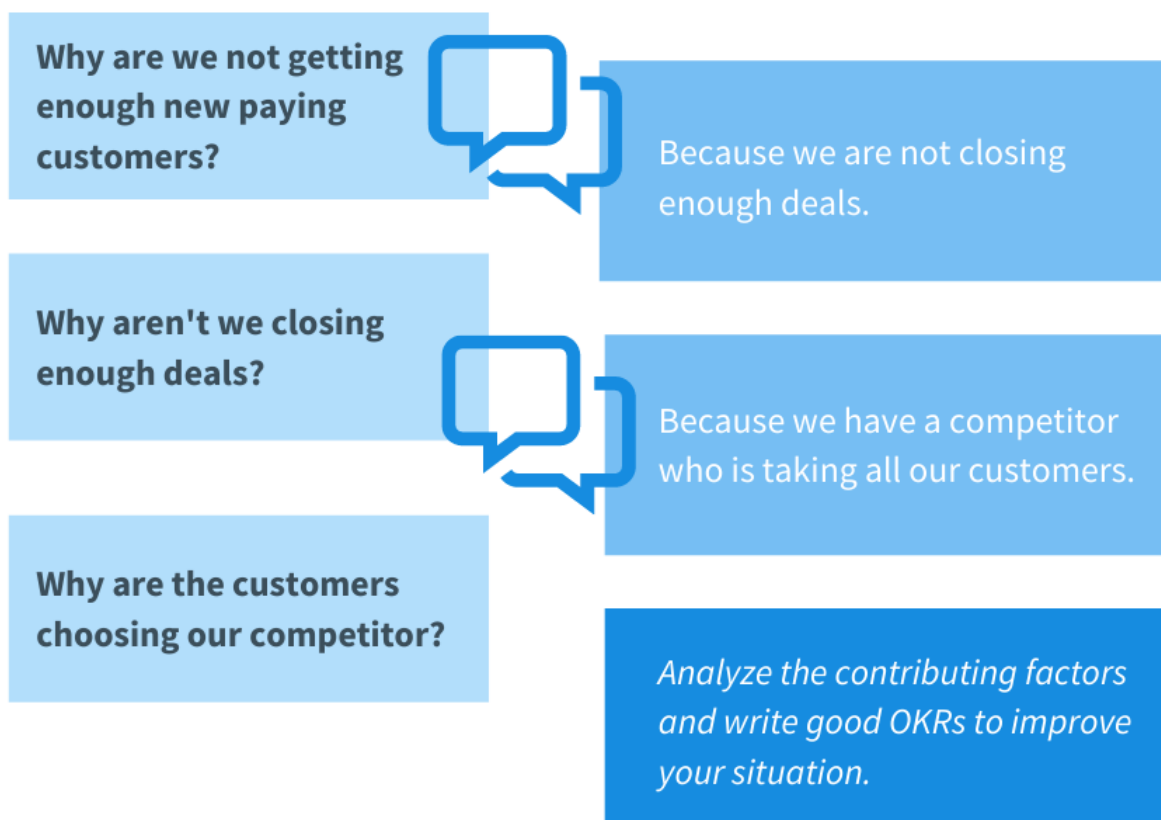 Why are we not getting
enough new paying
customers?
Because we are not closing
enough deals.
Why aren't we closing
enough deals?
Because we have a competitor
who is taking all our customers.
Why are the customers
choosing our competitor?
Analyze the contributing factors
and write good OKRs to improve
your situation.